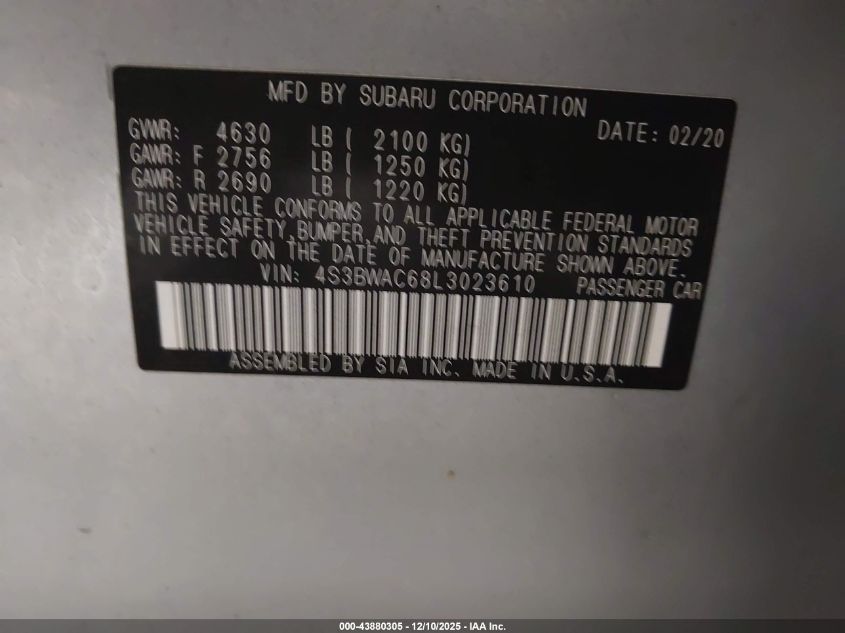 MFD BY SUBARU CORPORATION
DATE: 02/20
GVWR: 4630 LB ( 2100 KG)
GAWR: F 2756 LB ( 1250 KG)
GAWR: R 2690 LB ( 1220 KG)
THIS VEHICLE CONFORMS TO ALL APPLICABLE FEDERAL MOTOR
VEHICLE SAFETY,BUMPER,AND THEFT PREVENTION STANDARDS
IN EFFECT ON THE DATE OF MANUFACTURE SHOWN ABOVE.
VIN: 4S3BWAC68L3023610 PASSENGER CAR
ASSEMBLED BY SIA INC. MADE IN U.S.A.
000-43880305 - 12/10/2025 - IAA Inc.